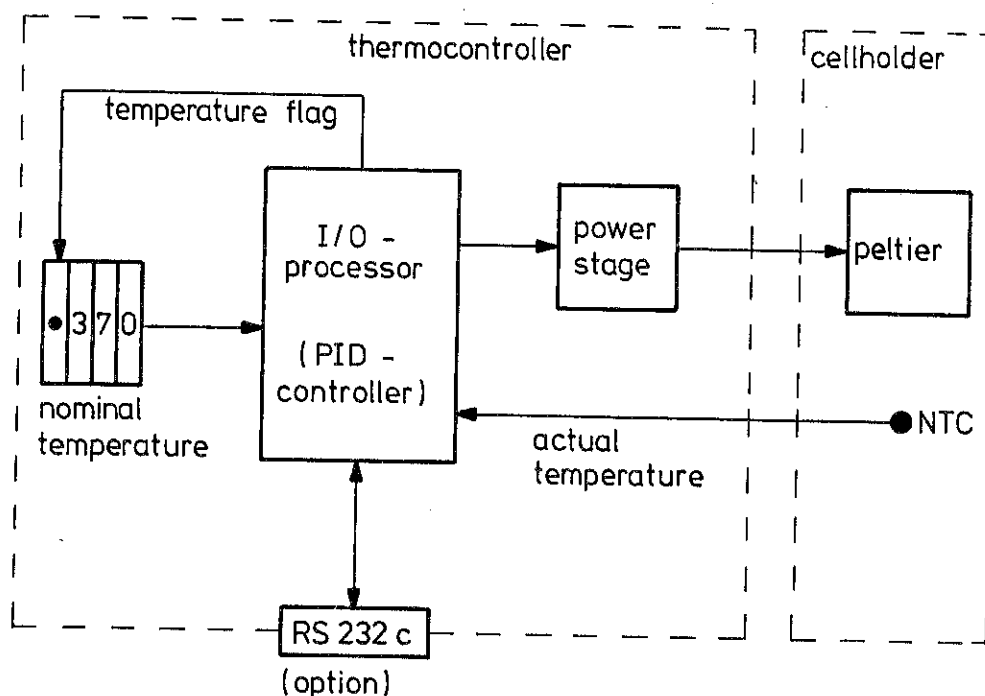 thermocontroller
cellholder
temperature flag
I/O -
processor
(PID -
controller)
power
stage
peltier
370
nominal
temperature
NTC
actual
temperature
RS 232 c
(option)